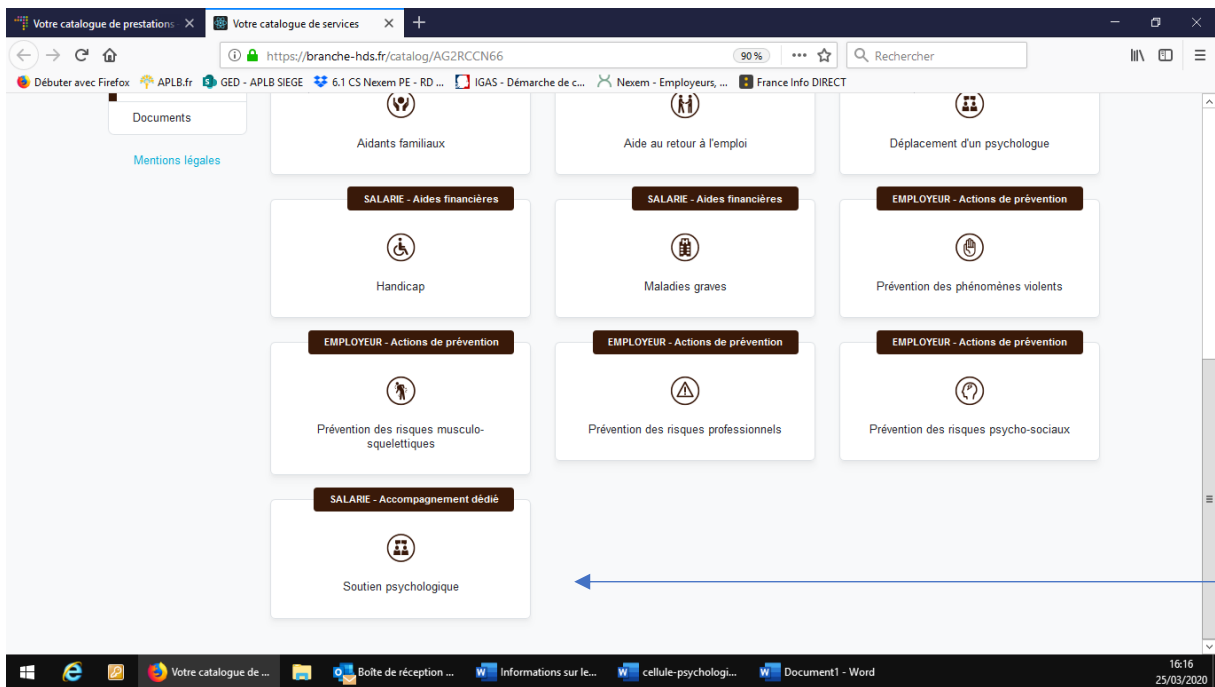 Votre catalogue de prestations -
Votre catalogue de services
https://branche-hds.fr/catalog/AG2RCCN66
90 %
Rechercher
Débuter avec Firefox
APLB.fr
GED - APLB SIEGE
6.1 CS Nexem PE - RD ...
IGAS - Démarche de c...
Nexem - Employeurs, ...
France Info DIRECT
Documents
Mentions légales
Aidants familiaux
Aide au retour à l'emploi
Déplacement d'un psychologue
SALARIE - Aides financières
Handicap
SALARIE - Aides financières
Maladies graves
EMPLOYEUR - Actions de prévention
Prévention des phénomènes violents
EMPLOYEUR - Actions de prévention
Prévention des risques musculo-
squelettiques
EMPLOYEUR - Actions de prévention
Prévention des risques professionnels
EMPLOYEUR - Actions de prévention
Prévention des risques psycho-sociaux
SALARIE - Accompagnement dédié
Soutien psychologique
Votre catalogue de ...
Boîte de réception ...
Informations sur le...
cellule-psychologi...
Document1 - Word
16:16
25/03/2020